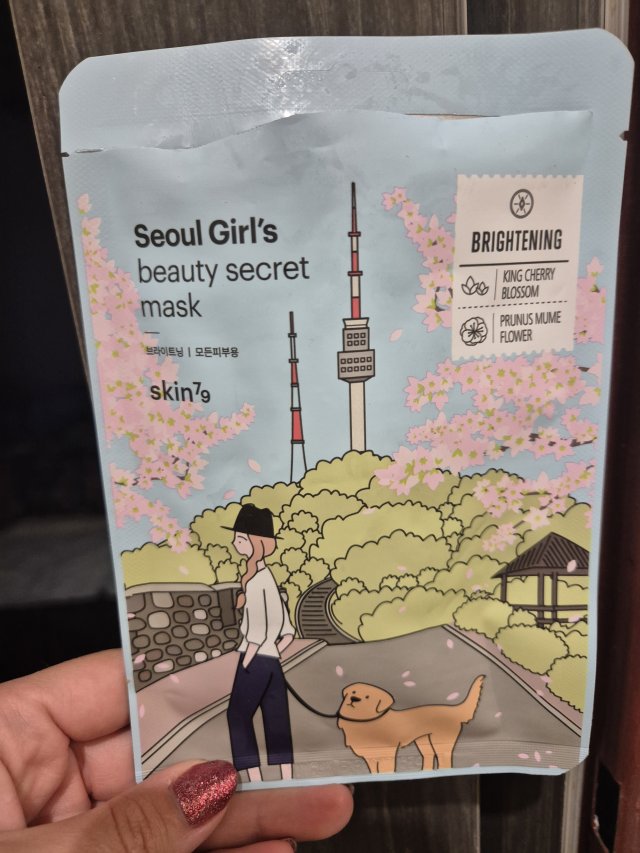 Seoul Girl's
beauty secret
mask
브라이트닝 | 모든피부용
skin79
BRIGHTENING
KING CHERRY
BLOSSOM
PRUNUS MUME
FLOWER